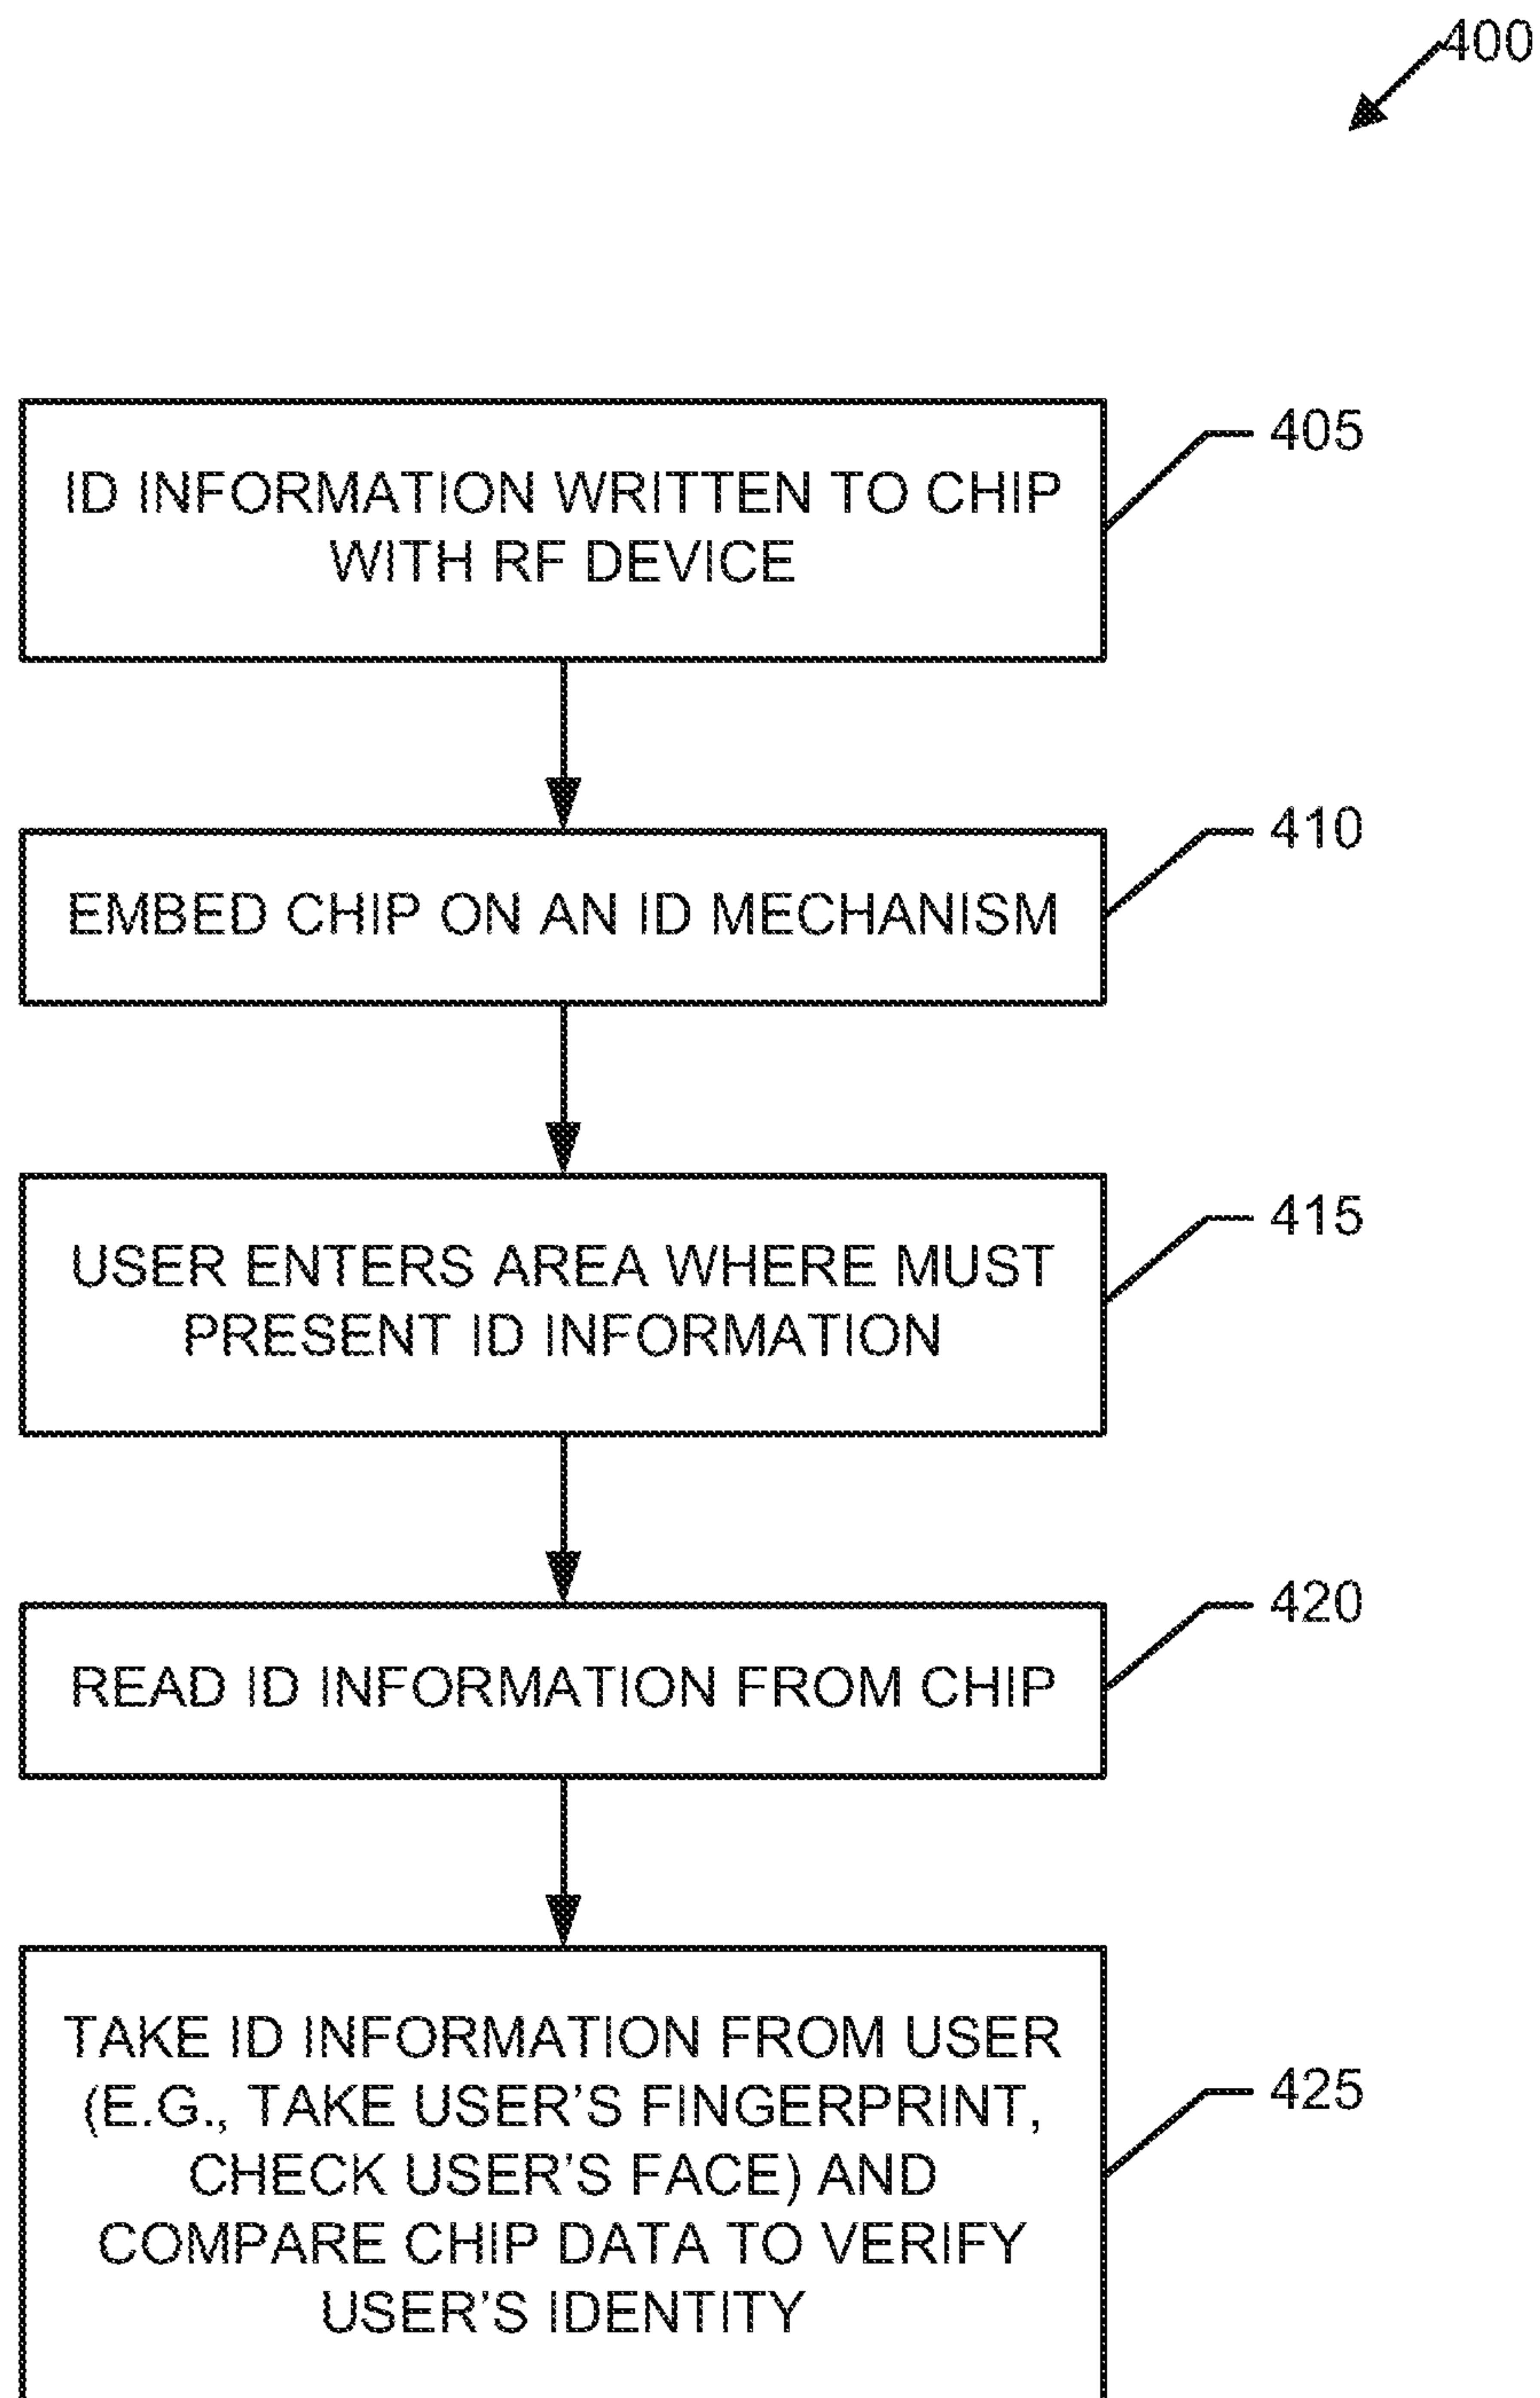 400
ID INFORMATION WRITTEN TO CHIP
WITH RF DEVICE
405
EMBED CHIP ON AN ID MECHANISM
410
USER ENTERS AREA WHERE MUST
PRESENT ID INFORMATION
415
READ ID INFORMATION FROM CHIP
420
TAKE ID INFORMATION FROM USER
(E.G., TAKE USER'S FINGERPRINT,
CHECK USER'S FACE) AND
COMPARE CHIP DATA TO VERIFY
USER'S IDENTITY
425